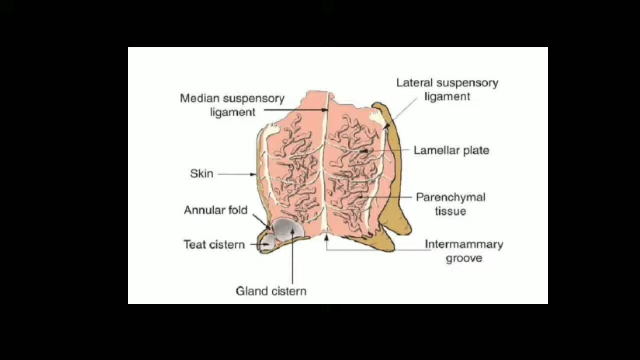 Median suspensory
ligament
Lateral suspensory
ligament
Lamellar plate
Skin
Parenchymal
tissue
Annular fold
Teat cistern
Intermammary
groove
Gland cistern